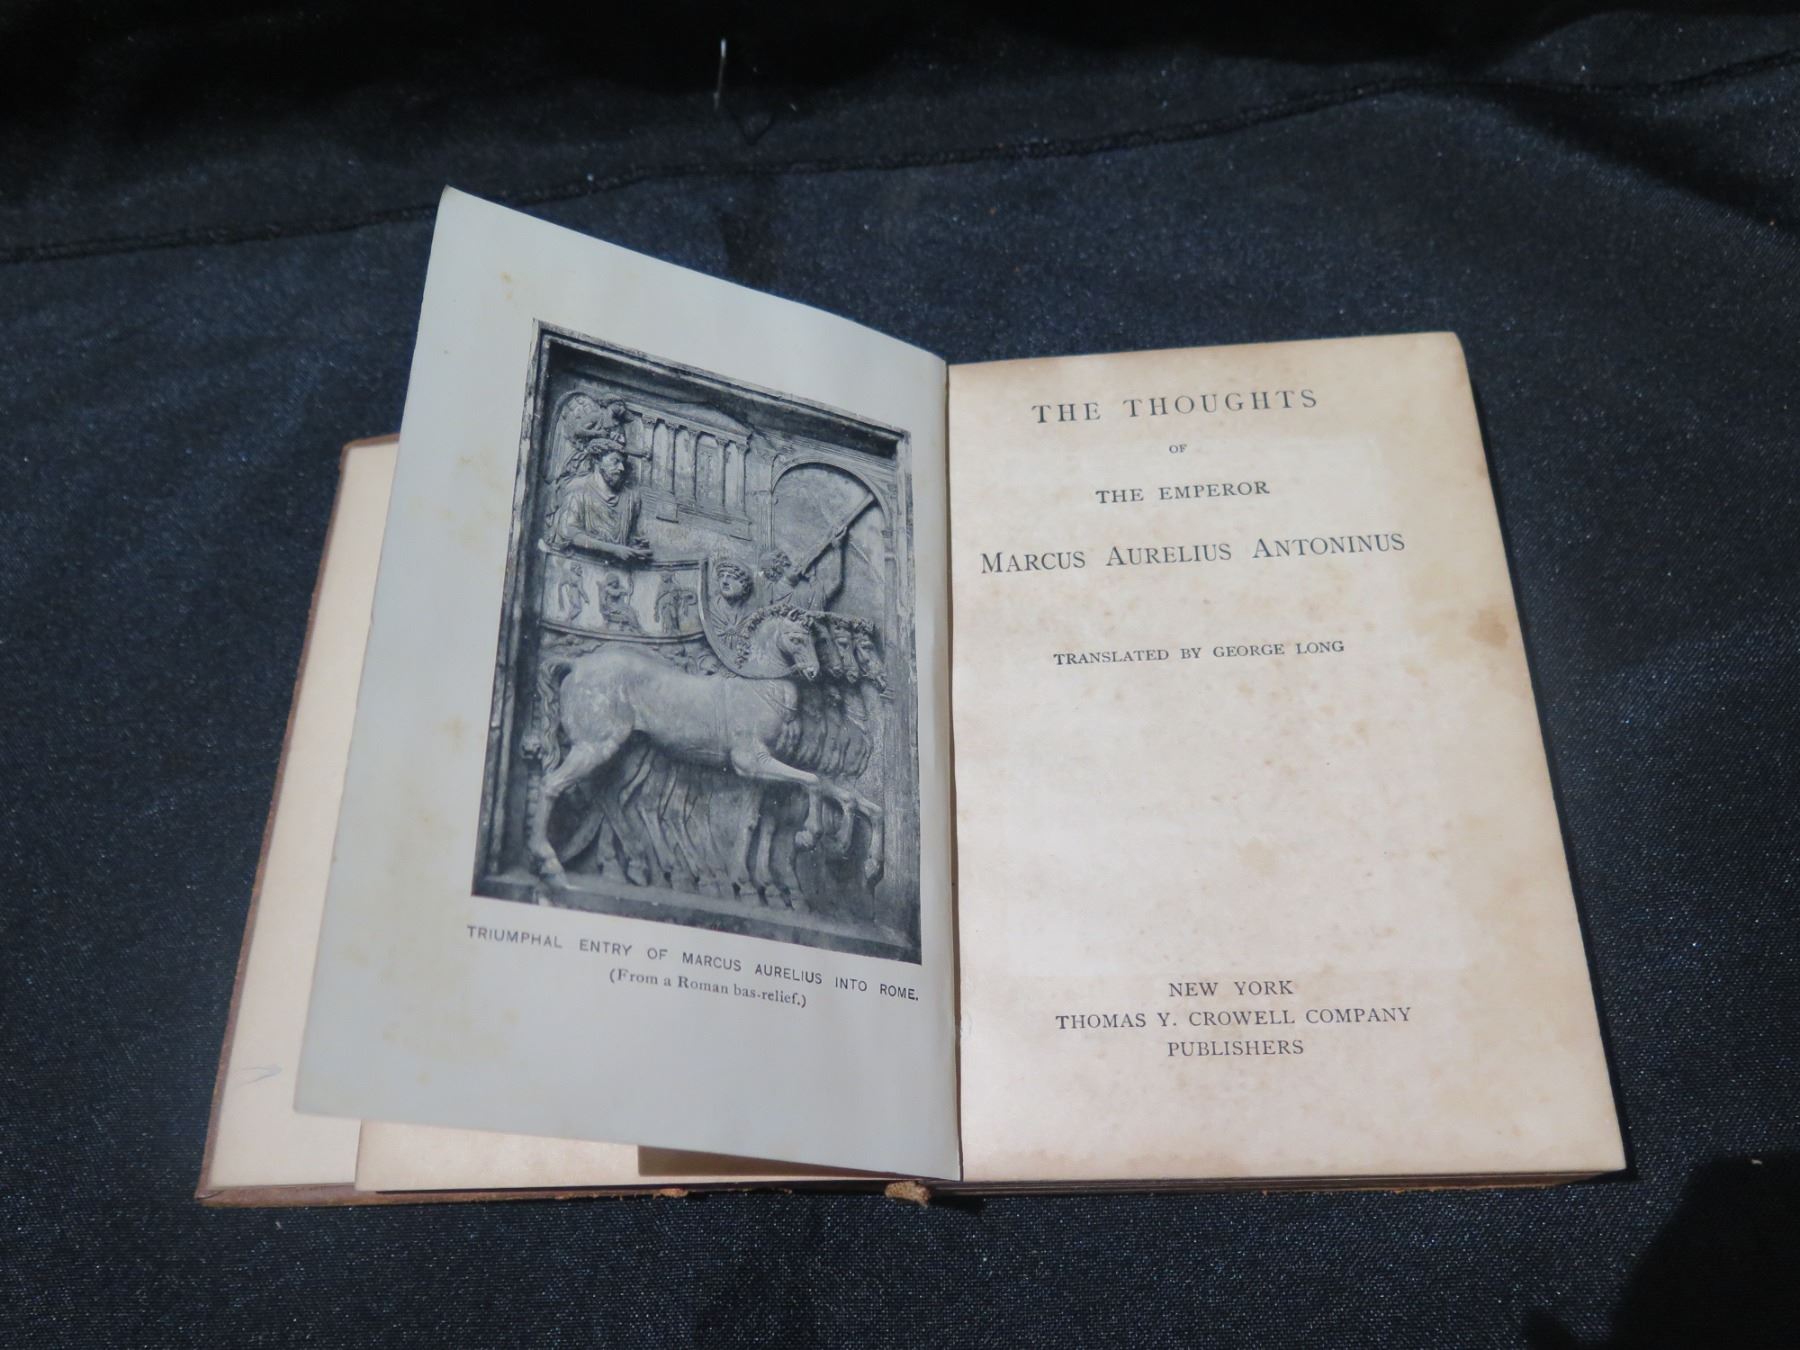 TRIUMPHAL ENTRY OF MARCUS AURELIUS INTO ROME.
(From a Roman bas-relief.)
THE THOUGHTS
OF
THE EMPEROR
MARCUS AURELIUS ANTONINUS
TRANSLATED BY GEORGE LONG
NEW YORK
THOMAS Y. CROWELL COMPANY
PUBLISHERS